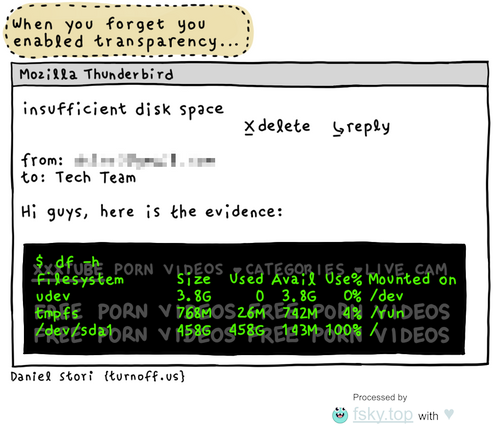 When you forget you
enabled transparency...
Mozilla Thunderbird
insufficient disk space
X delete ↳ reply
from:
to: Tech Team
Hi guys, here is the evidence:
$ df -h
XXXTUBE PORN VIDEOS ♥CATEGORIES ♥LIVE CAM
Filesystem Size Used Avail Use% Mounted on
udev 3.8G 0 3.8G 0% /dev
FREE PORN VIDEOS FREE PORN VIDEOS
tmpfs 768M 26M 742M 4% /run
/dev/sda1 458G 458G 143M 100% /
FREE PORN VIDEOS FREE PORN VIDEOS
Daniel Stori {turnoff.us}
Processed by
fsky.top with ♥